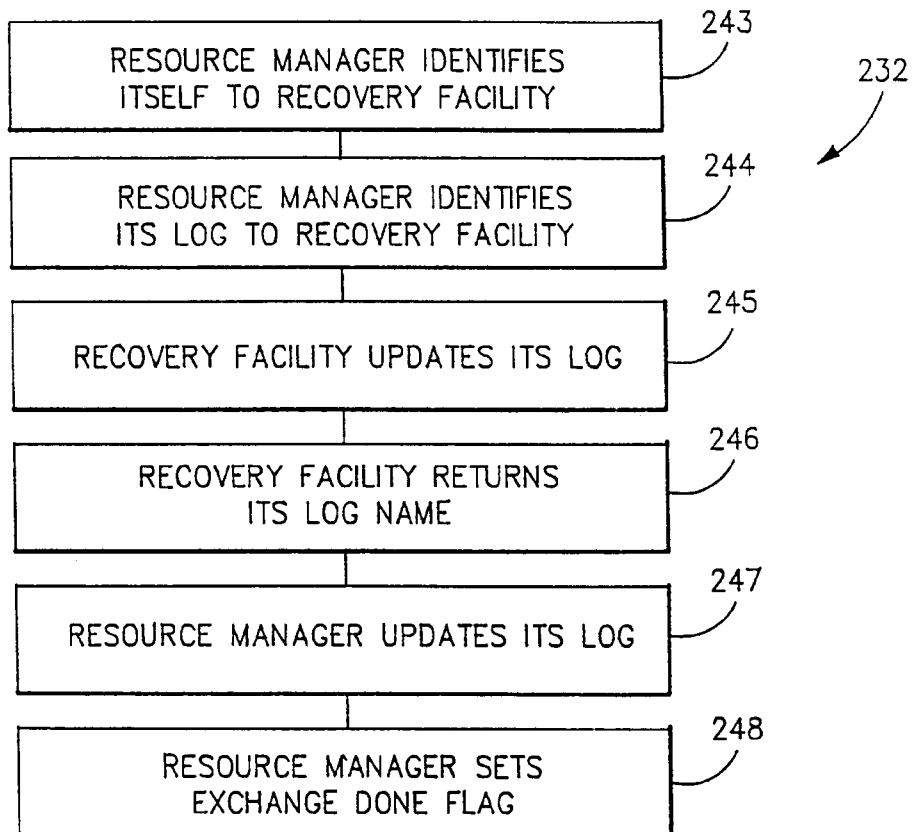 243
RESOURCE MANAGER IDENTIFIES
ITSELF TO RECOVERY FACILITY
232
244
RESOURCE MANAGER IDENTIFIES
ITS LOG TO RECOVERY FACILITY
245
RECOVERY FACILITY UPDATES ITS LOG
246
RECOVERY FACILITY RETURNS
ITS LOG NAME
247
RESOURCE MANAGER UPDATES ITS LOG
248
RESOURCE MANAGER SETS
EXCHANGE DONE FLAG